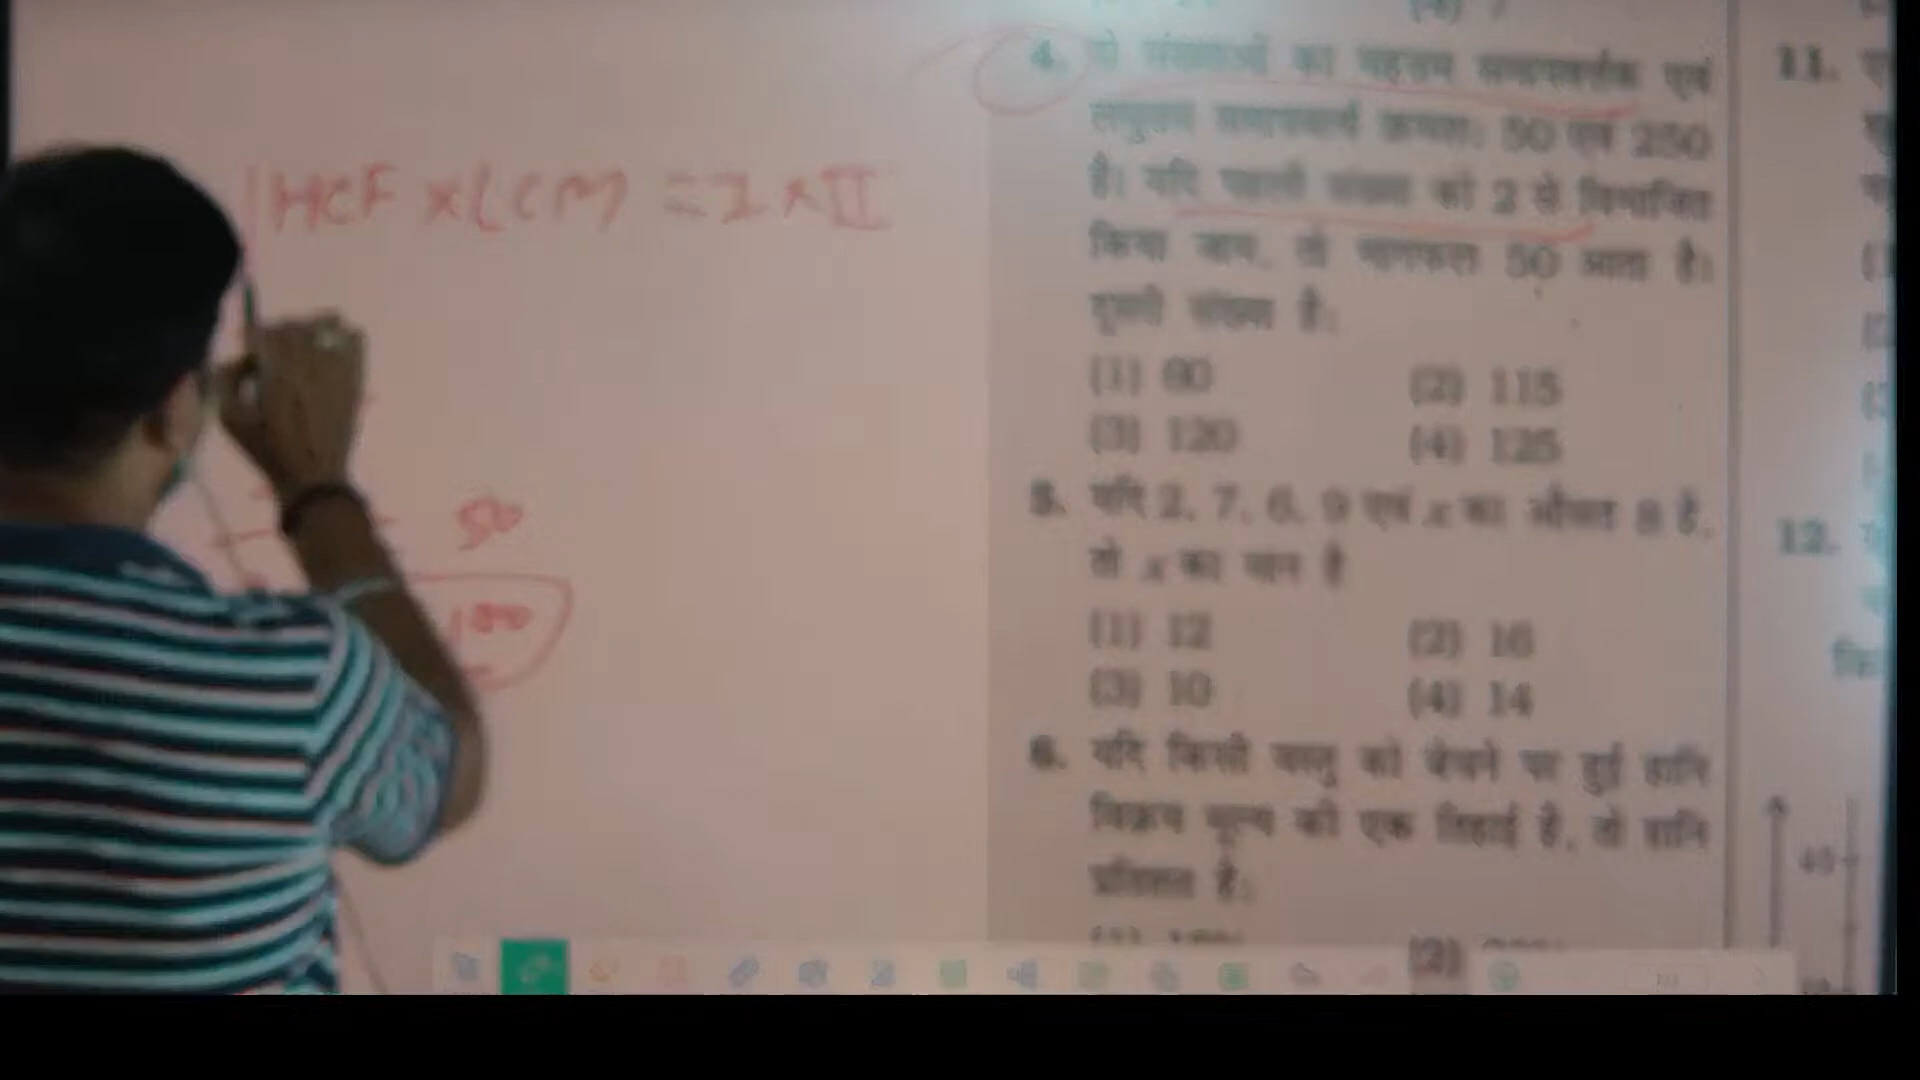 HCF × LCM = I × II
50
100
4. दो संख्याओं का महत्तम समापवर्तक एवं
लघुतम समापवर्त्य क्रमशः 50 एवं 250
है। यदि पहली संख्या को 2 से विभाजित
किया जाय, तो भागफल 50 आता है।
दूसरी संख्या है:
(1) 60 (2) 115
(3) 120 (4) 125
5. यदि 2, 7, 6, 9 एवं x का औसत 8 है,
तो x का मान है
(1) 12 (2) 16
(3) 10 (4) 14
6. यदि किसी वस्तु को बेचने पर हुई हानि
विक्रय मूल्य की एक तिहाई है, तो हानि
प्रतिशत है:
(2)
11.
12.
40